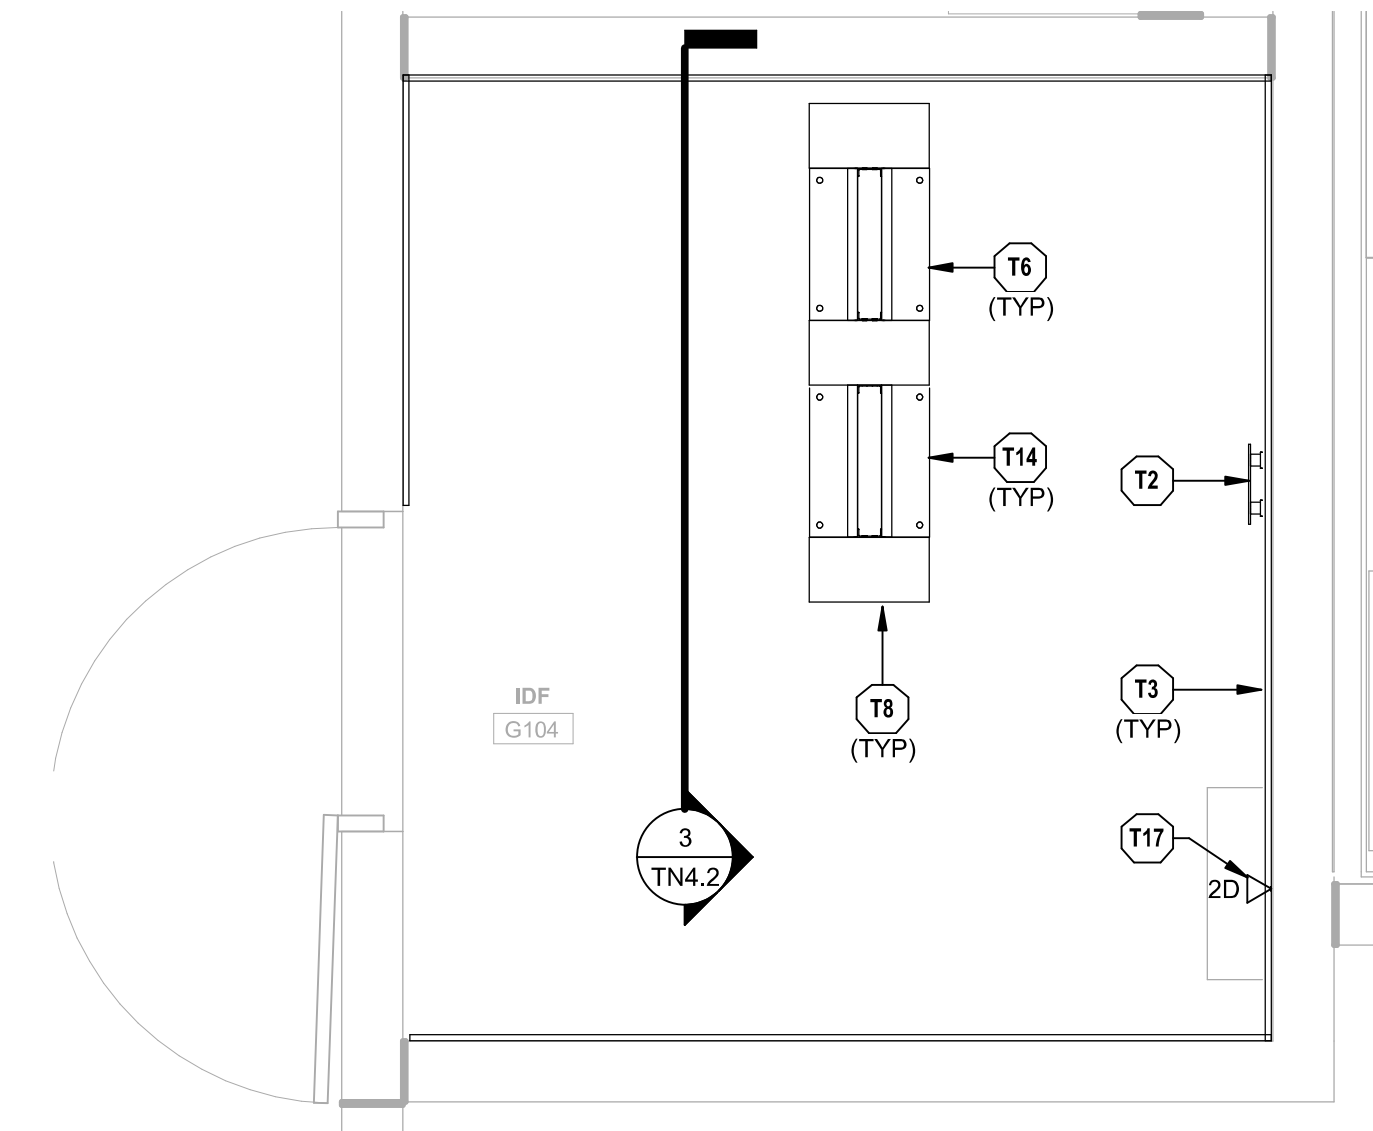 T6
(TYP)
T14
(TYP)
T2
IDF
G104
T8
(TYP)
T3
(TYP)
3
TN4.2
T17
2D